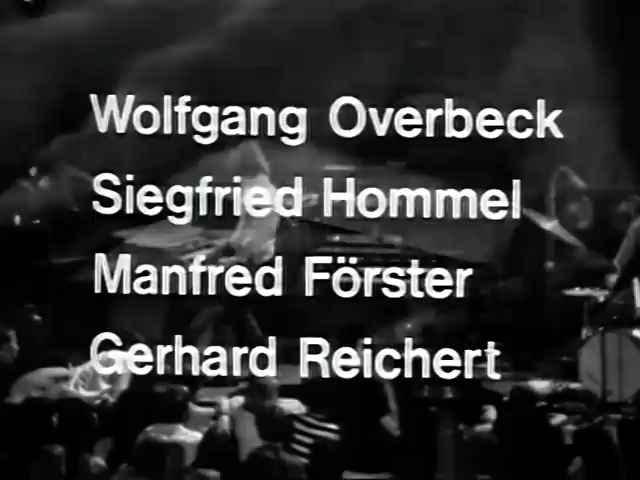 Wolfgang Overbeck
Siegfried Hommel
Manfred Förster
Gerhard Reichert